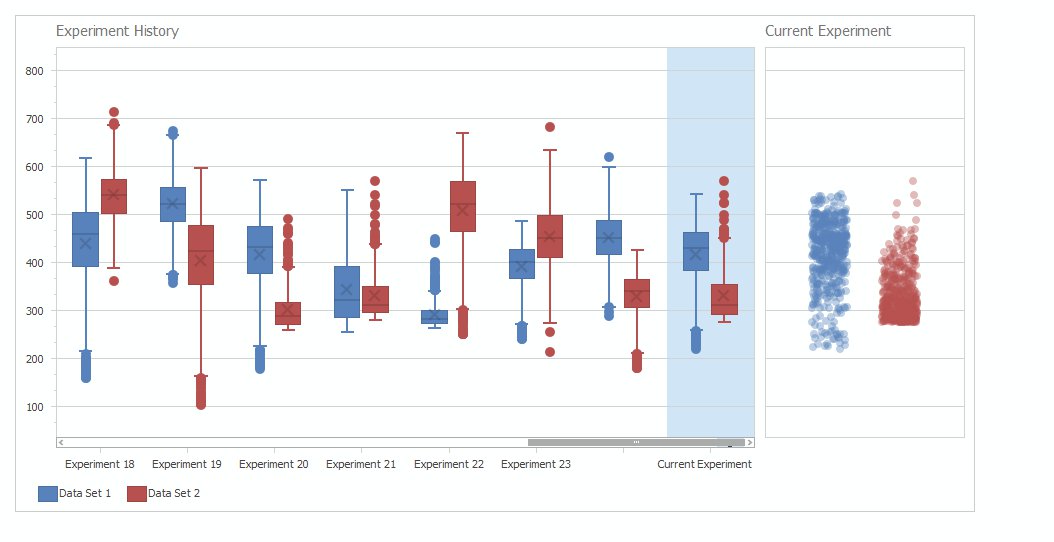 Experiment History
Current Experiment
800
700
600
500
400
300
200
100
Experiment 18
Experiment 19
Experiment 20
Experiment 21
Experiment 22
Experiment 23
Current Experiment
Data Set 1
Data Set 2